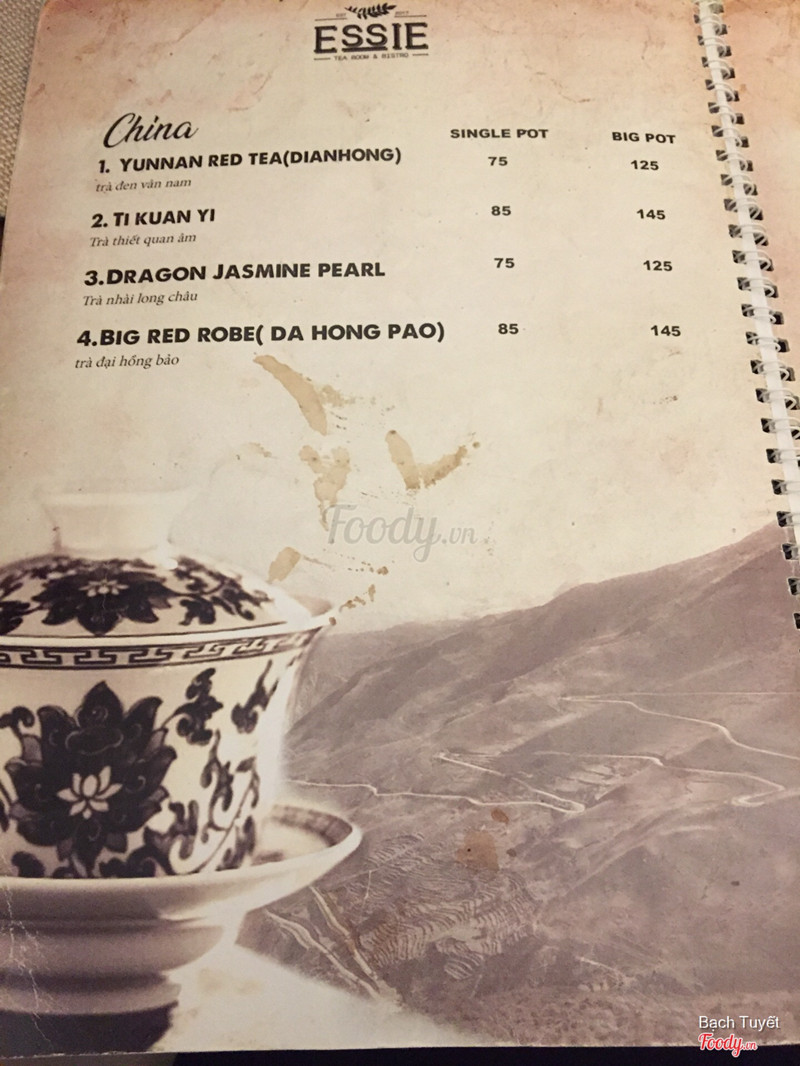 ESSIE
TEA ROOM & BISTRO
China
SINGLE POT BIG POT
1. YUNNAN RED TEA(DIANHONG) 75 125
trà đen vân nam
2. TI KUAN YI 85 145
Trà thiết quan âm
3.DRAGON JASMINE PEARL 75 125
Trà nhài long châu
4.BIG RED ROBE( DA HONG PAO) 85 145
trà đại hồng bào
Foody.vn
Bạch Tuyết
Foody.vn